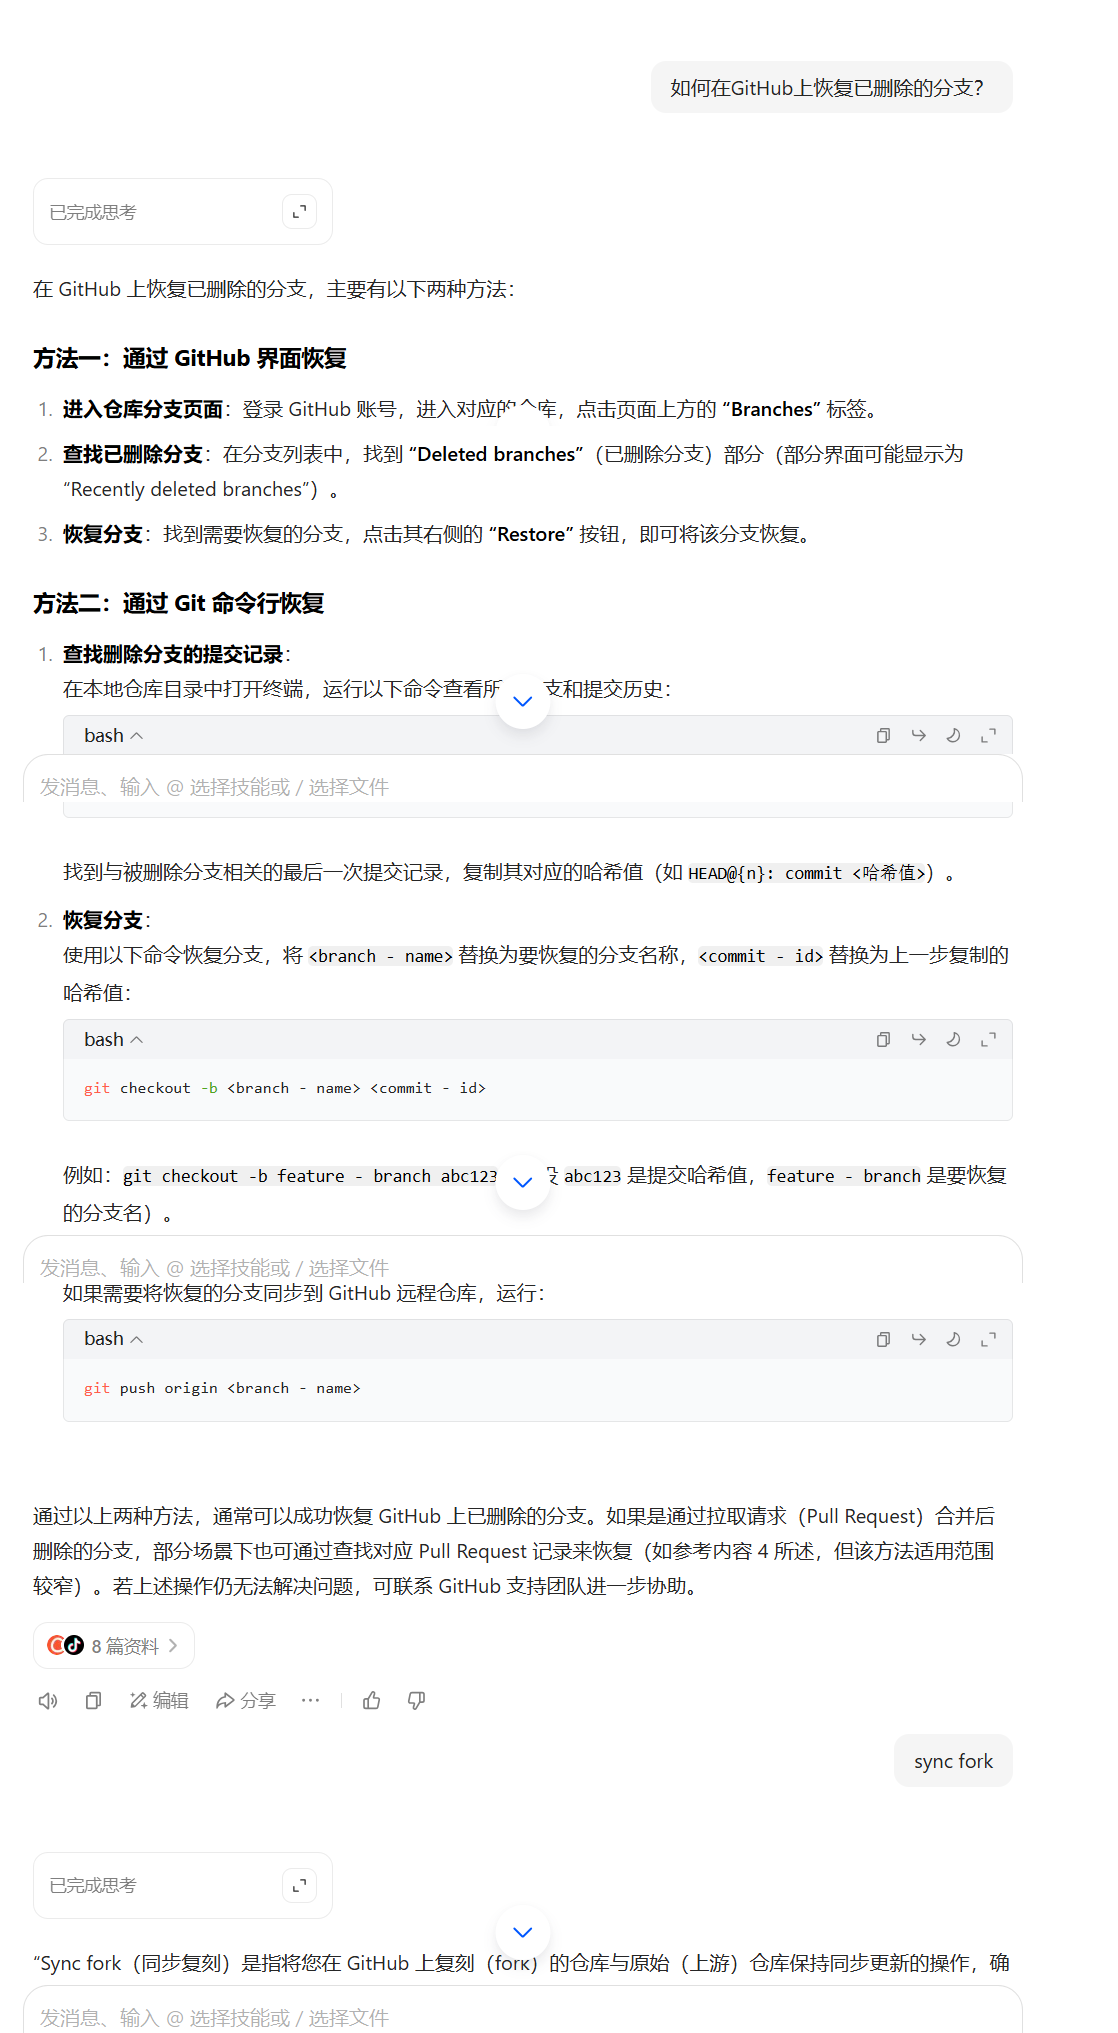 如何在GitHub上恢复已删除的分支？
已完成思考
在 GitHub 上恢复已删除的分支，主要有以下两种方法：
方法一：通过 GitHub 界面恢复
1. 进入仓库分支页面：登录 GitHub 账号，进入对应的仓库，点击页面上方的 “Branches” 标签。
2. 查找已删除分支：在分支列表中，找到 “Deleted branches”（已删除分支）部分（部分界面可能显示为
“Recently deleted branches”）。
3. 恢复分支：找到需要恢复的分支，点击其右侧的 “Restore” 按钮，即可将该分支恢复。
方法二：通过 Git 命令行恢复
1. 查找删除分支的提交记录：
在本地仓库目录中打开终端，运行以下命令查看所 支和提交历史：
bash
发消息、输入 @ 选择技能或 / 选择文件
找到与被删除分支相关的最后一次提交记录，复制其对应的哈希值（如 HEAD@{n}: commit <哈希值>）。
2. 恢复分支：
使用以下命令恢复分支，将 <branch - name> 替换为要恢复的分支名称，<commit - id> 替换为上一步复制的
哈希值：
bash
git checkout -b <branch - name> <commit - id>
例如：git checkout -b feature - branch abc123 abc123 是提交哈希值，feature - branch 是要恢复
的分支名）。
发消息、输入 @ 选择技能或 / 选择文件
如果需要将恢复的分支同步到 GitHub 远程仓库，运行：
bash
git push origin <branch - name>
通过以上两种方法，通常可以成功恢复 GitHub 上已删除的分支。如果是通过拉取请求（Pull Request）合并后
删除的分支，部分场景下也可通过查找对应 Pull Request 记录来恢复（如参考内容 4 所述，但该方法适用范围
较窄）。若上述操作仍无法解决问题，可联系 GitHub 支持团队进一步协助。
8 篇资料
编辑 分享
sync fork
已完成思考
“Sync fork（同步复刻）是指将您在 GitHub 上复刻（fork）的仓库与原始（上游）仓库保持同步更新的操作，确
发消息、输入 @ 选择技能或 / 选择文件